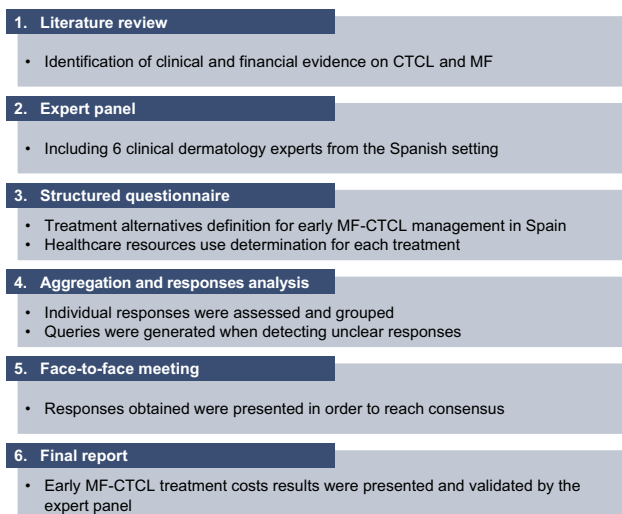 1. Literature review
• Identification of clinical and financial evidence on CTCL and MF
2. Expert panel
• Including 6 clinical dermatology experts from the Spanish setting
3. Structured questionnaire
• Treatment alternatives definition for early MF-CTCL management in Spain
• Healthcare resources use determination for each treatment
4. Aggregation and responses analysis
• Individual responses were assessed and grouped
• Queries were generated when detecting unclear responses
5. Face-to-face meeting
• Responses obtained were presented in order to reach consensus
6. Final report
• Early MF-CTCL treatment costs results were presented and validated by the
expert panel